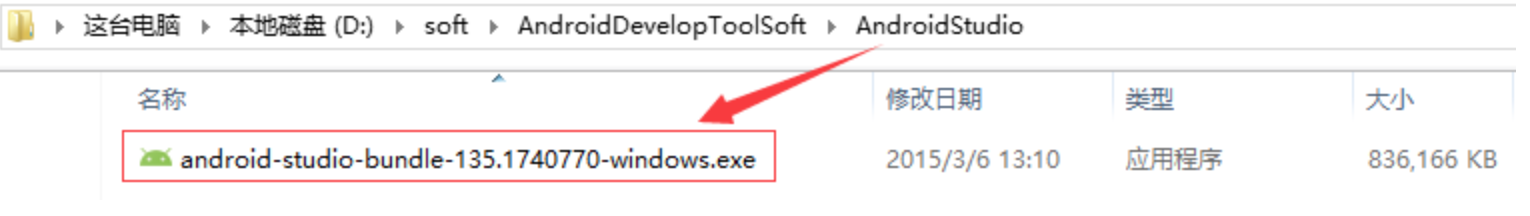 这台电脑 本地磁盘 (D:) soft AndroidDevelopToolSoft AndroidStudio
名称 修改日期 类型 大小
android-studio-bundle-135.1740770-windows.exe 2015/3/6 13:10 应用程序 836,166 KB